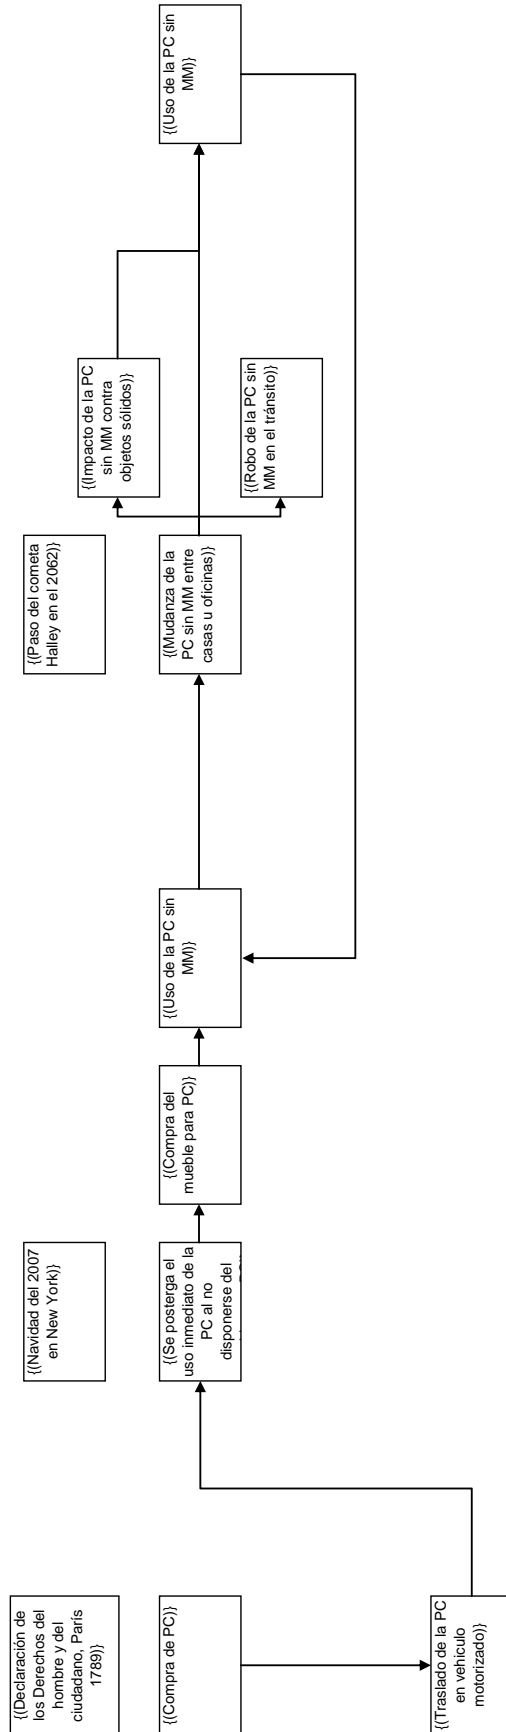 {(Declaración de
los Derechos del
hombre y del
ciudadano, París
1789)}
{(Navidad del 2007
en New York)}
{(Paso del cometa
Halley en el 2062)}
{(Impacto de la PC
sin MM contra
objetos sólidos)}
{(Compra de PC)}
{(Se posterga el
uso inmediato de la
PC al no
disponerse del
{(Compra del
mueble para PC)}
{(Uso de la PC sin
MM)}
{(Mudanza de la
PC sin MM entre
casas u oficinas)}
{(Uso de la PC sin
MM)}
{(Robo de la PC sin
MM en el tránsito)}
{(Traslado de la PC
en vehículo
motorizado)}